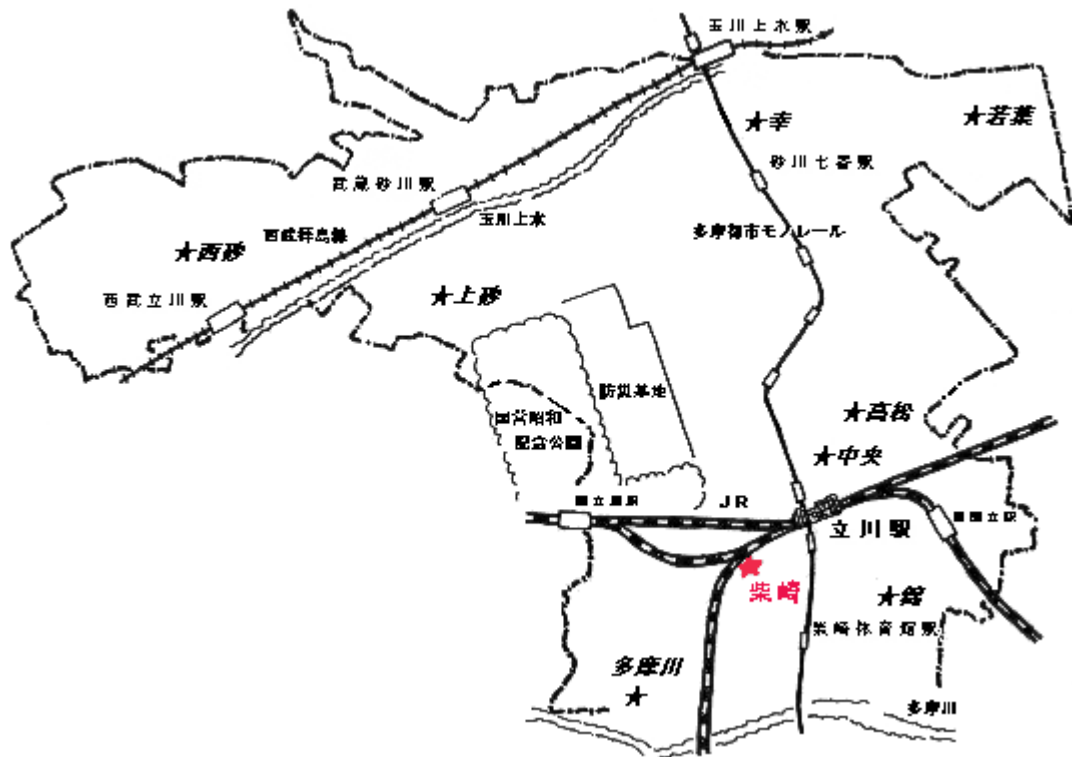 玉川上水駅
★幸
★若葉
砂川七番駅
武蔵砂川駅
玉川上水
西武拝島線
多摩都市モノレール
★西砂
西武立川駅
★上砂
防災基地
国営昭和
記念公園
★高松
★中央
西立川駅
JR
立川駅
西国立駅
★柴崎
★錦
柴崎体育館駅
多摩川
★
多摩川